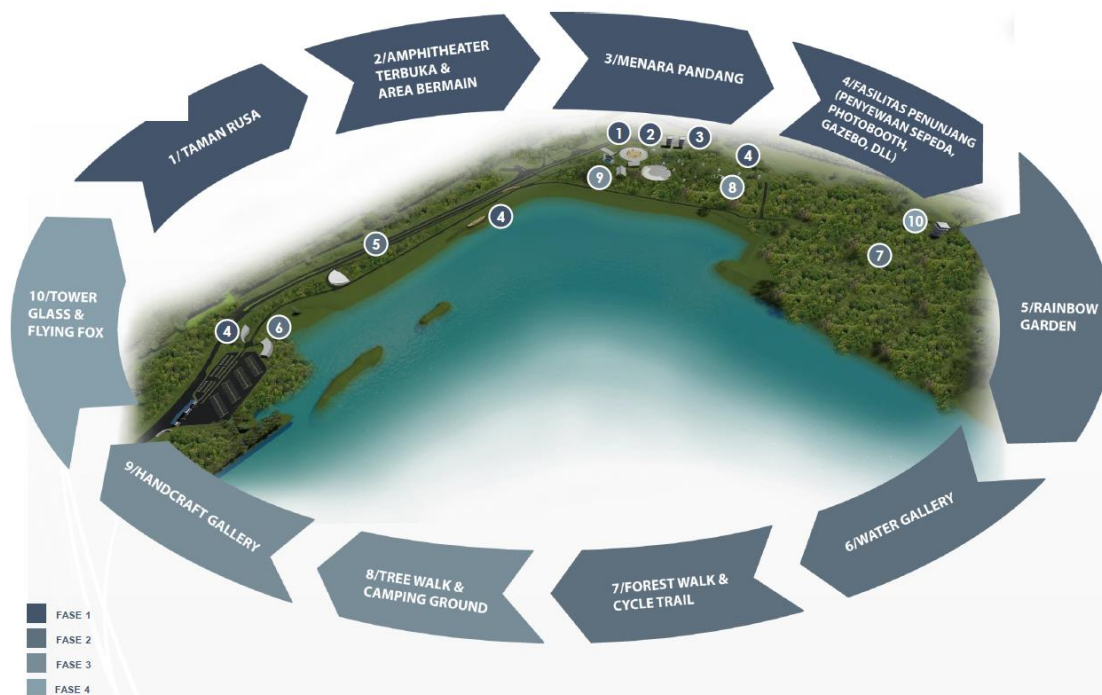 1/ TAMAN RUSA
2/AMPHITHEATER
TERBUKA &
AREA BERMAIN
3/MENARA PANDANG
4/FASILITAS PENUNJANG
(PENYEWAAN SEPEDA,
PHOTOBOOTH,
GAZEBO, DLL)
5/RAINBOW
GARDEN
6/WATER GALLERY
7/FOREST WALK &
CYCLE TRAIL
8/TREE WALK &
CAMPING GROUND
9/HANDCRAFT GALLERY
10/TOWER
GLASS &
FLYING FOX
1
2
3
4
9
8
10
4
5
7
4
6
FASE 1
FASE 2
FASE 3
FASE 4